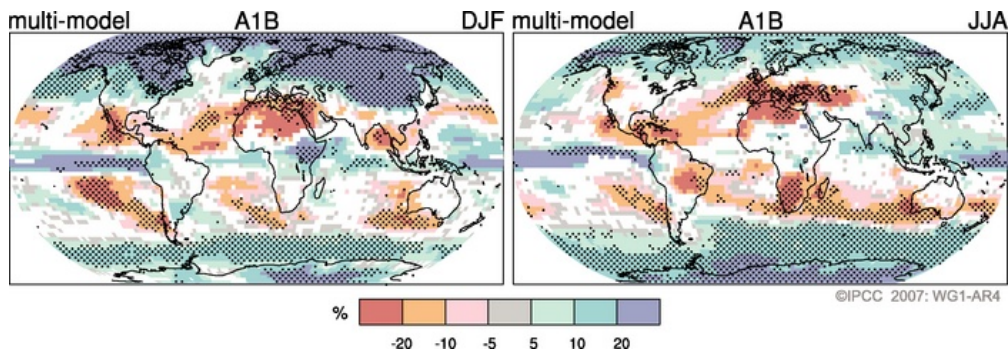 multi-model A1B DJF
multi-model A1B JJA
©IPCC 2007: WG1-AR4
%
-20 -10 -5 5 10 20